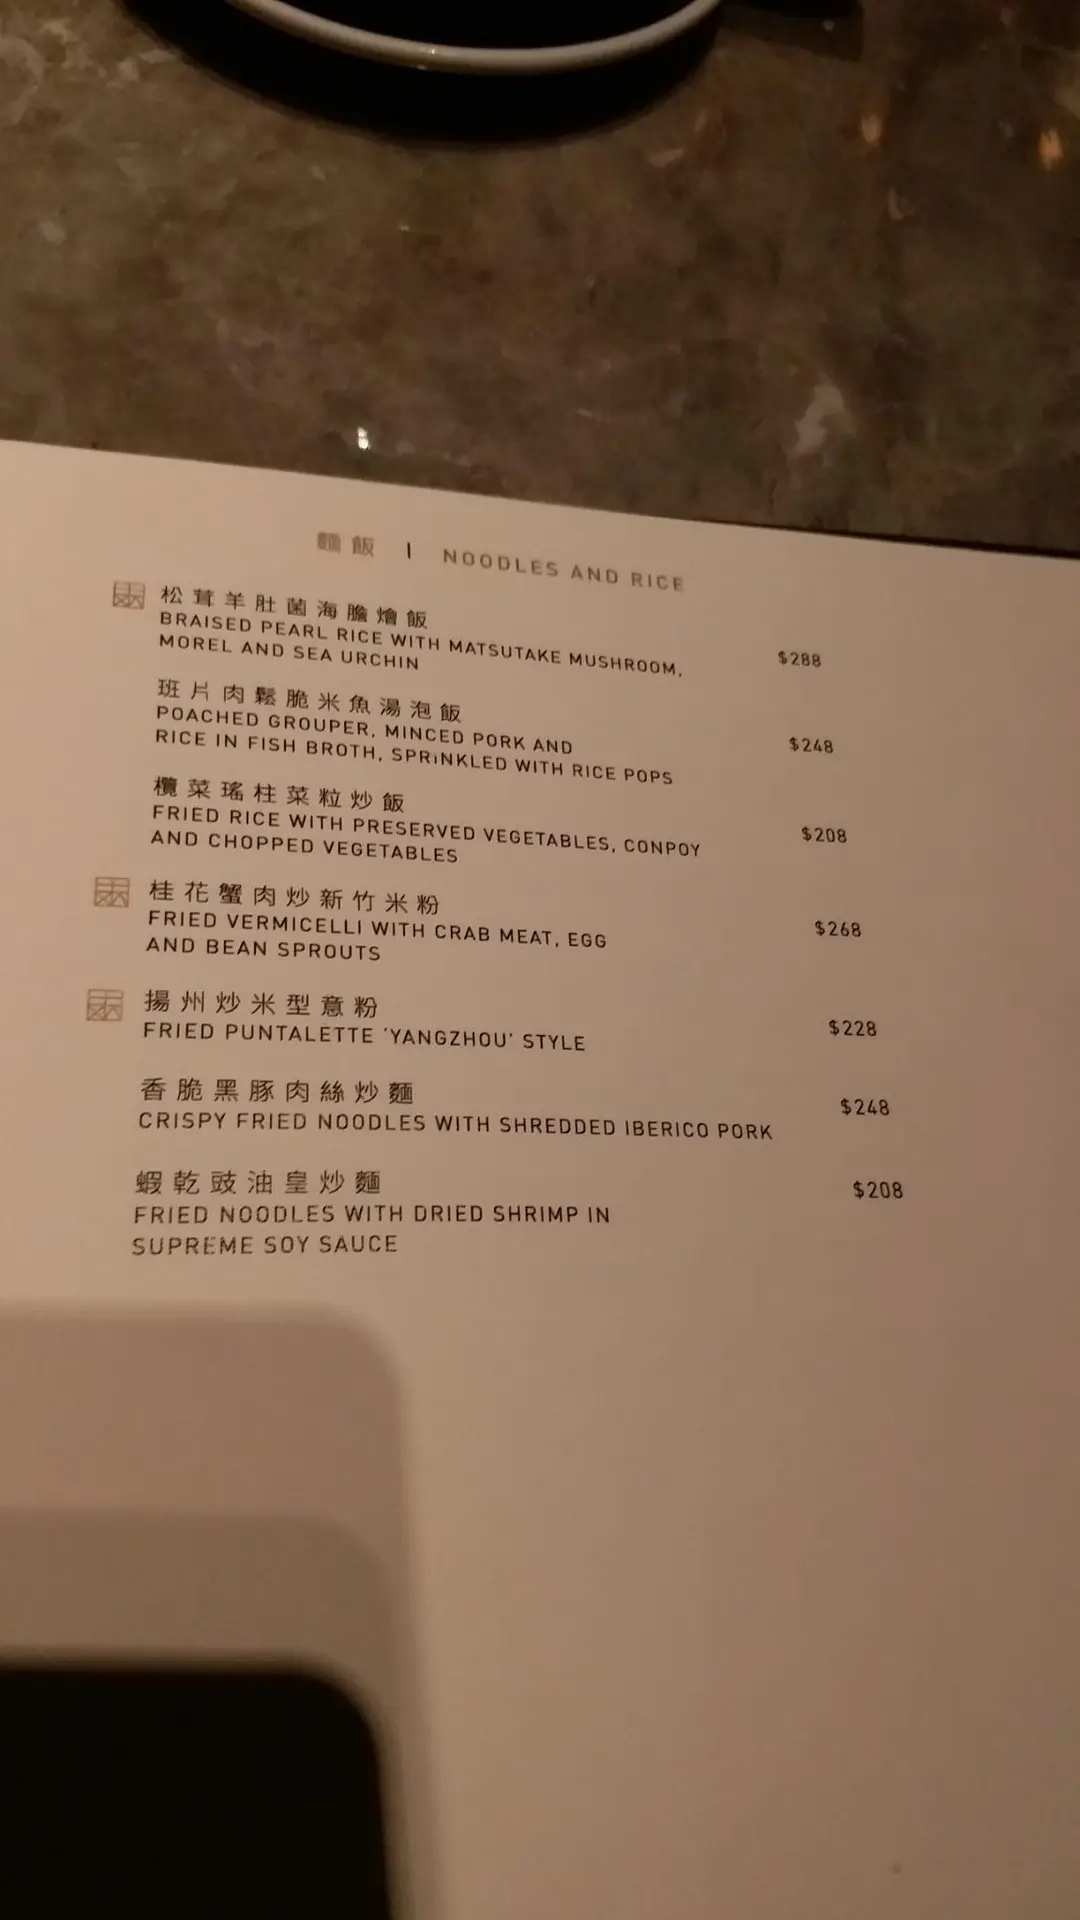 麵飯 | NOODLES AND RICE
松茸羊肚菌海膽燴飯
BRAISED PEARL RICE WITH MATSUTAKE MUSHROOM,
MOREL AND SEA URCHIN
$288
班片肉鬆脆米魚湯泡飯
POACHED GROUPER, MINCED PORK AND
RICE IN FISH BROTH, SPRINKLED WITH RICE POPS
$248
欖菜瑤柱菜粒炒飯
FRIED RICE WITH PRESERVED VEGETABLES, CONPOY
AND CHOPPED VEGETABLES
$208
桂花蟹肉炒新竹米粉
FRIED VERMICELLI WITH CRAB MEAT, EGG
AND BEAN SPROUTS
$268
揚州炒米型意粉
FRIED PUNTALETTE 'YANGZHOU' STYLE
$228
香脆黑豚肉絲炒麵
CRISPY FRIED NOODLES WITH SHREDDED IBERICO PORK
$248
蝦乾豉油皇炒麵
FRIED NOODLES WITH DRIED SHRIMP IN
SUPREME SOY SAUCE
$208